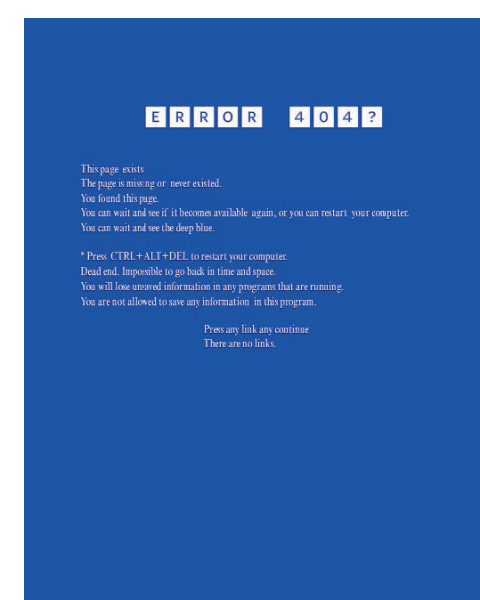 ERROR 404?
This page exists
The page is missing or never existed.
You found this page.
You can wait and see if it becomes available again, or you can restart your computer.
You can wait and see the deep blue.
* Press CTRL+ALT+DEL to restart your computer.
Dead end. Impossible to go back in time and space.
You will lose unsaved information in any programs that are running.
You are not allowed to save any information in this program.
Press any link any continue
There are no links.